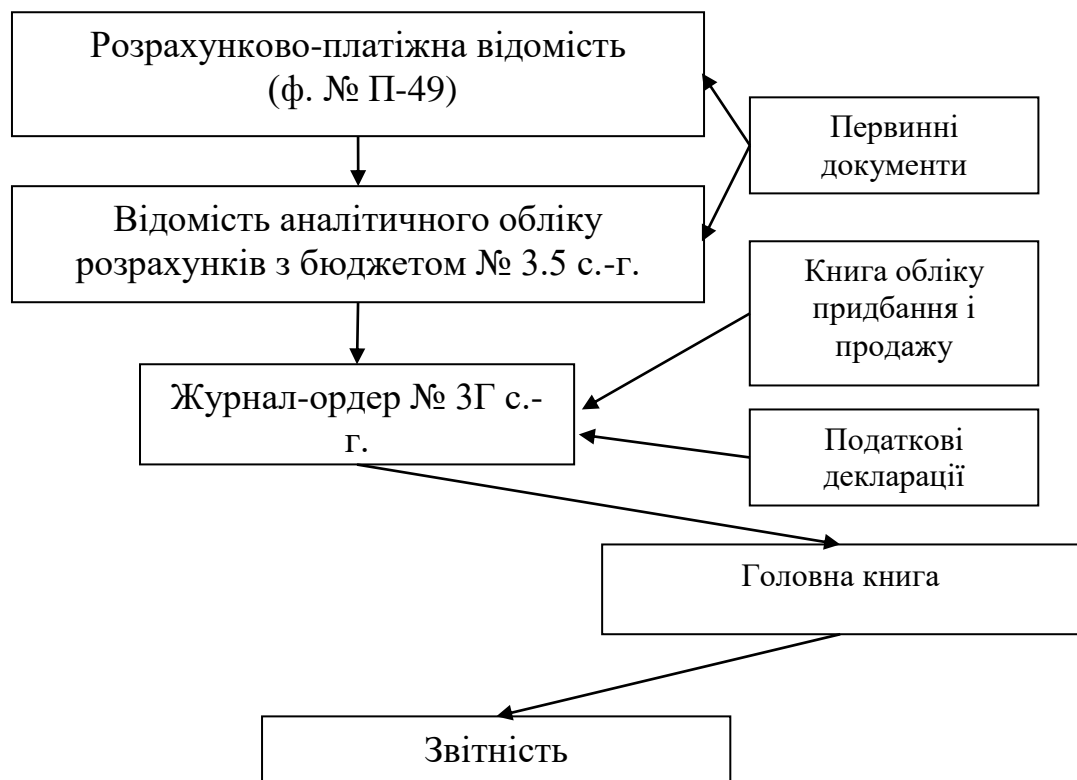 Розрахунково-платіжна відомість
(ф. № П-49)
Первинні
документи
Відомість аналітичного обліку
розрахунків з бюджетом № 3.5 с.-г.
Книга обліку
придбання і
продажу
Журнал-ордер № 3Г с.-
г.
Податкові
декларації
Головна книга
Звітність